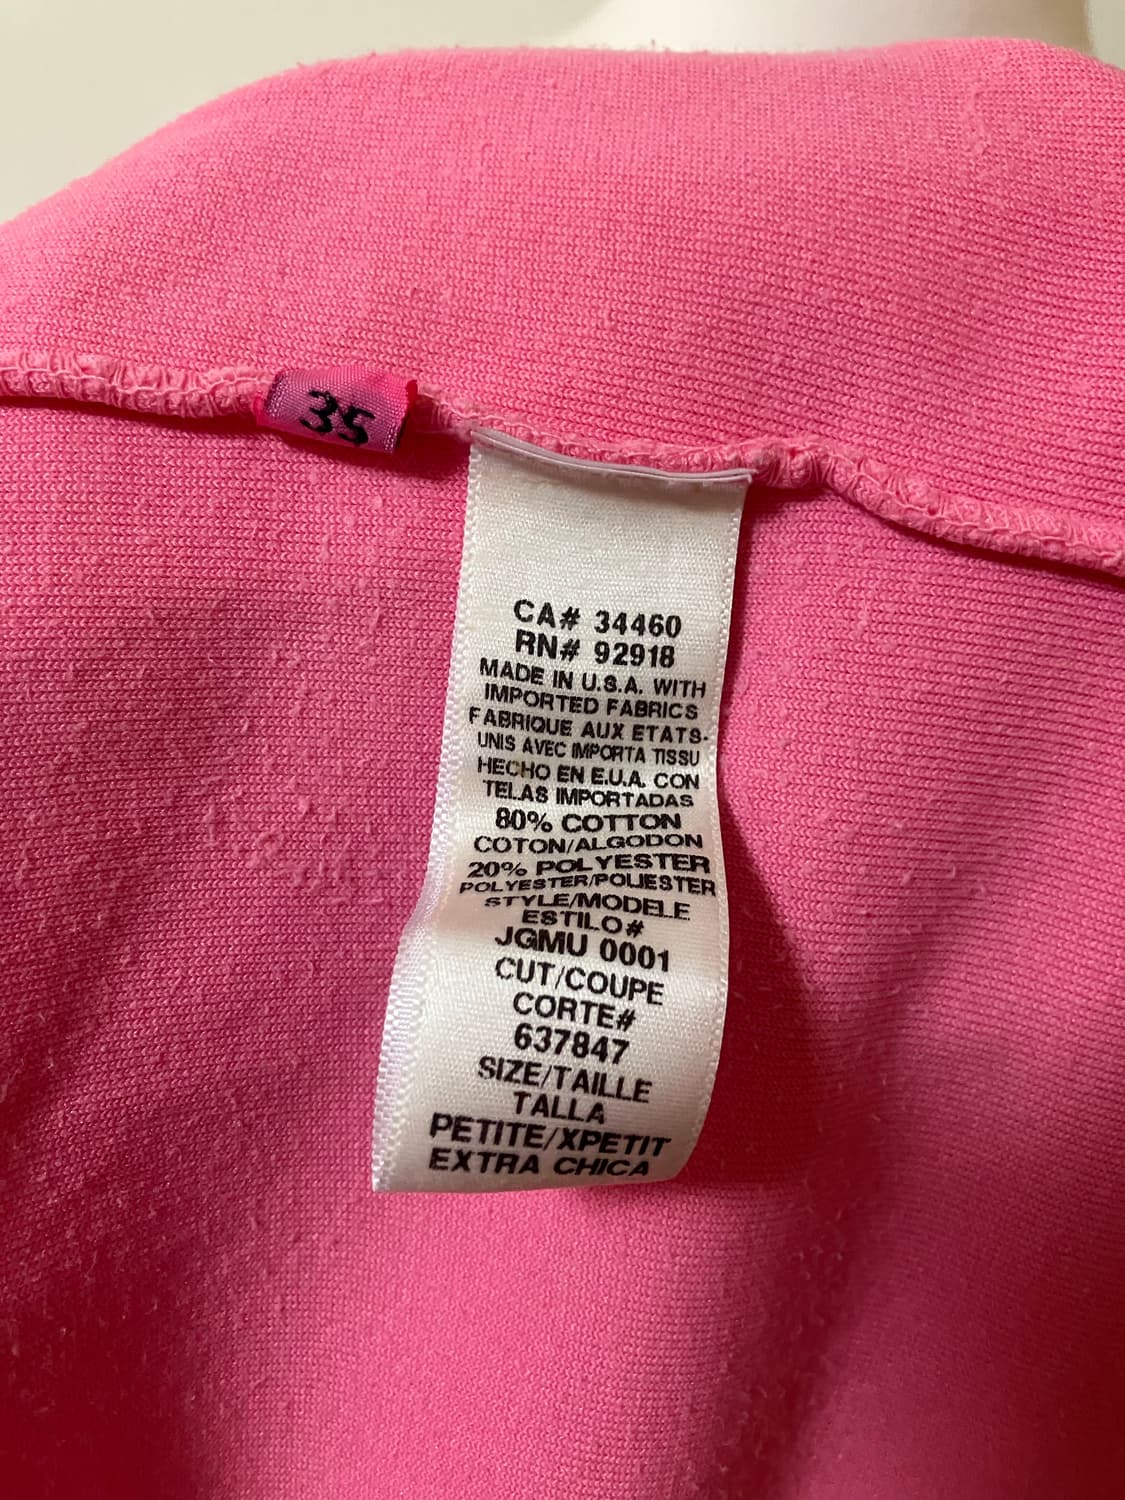 35
CA# 34460
RN# 92918
MADE IN U.S.A. WITH
IMPORTED FABRICS
FABRIQUE AUX ETATS-
UNIS AVEC IMPORTA TISSU
HECHO EN E.U.A. CON
TELAS IMPORTADAS
80% COTTON
COTON/ALGODON
20% POLYESTER
POLYESTER/POLIESTER
STYLE/MODELE
ESTILO#
JGMU 0001
CUT/COUPE
CORTE#
637847
SIZE/TAILLE
TALLA
PETITE/XPETIT
EXTRA CHICA